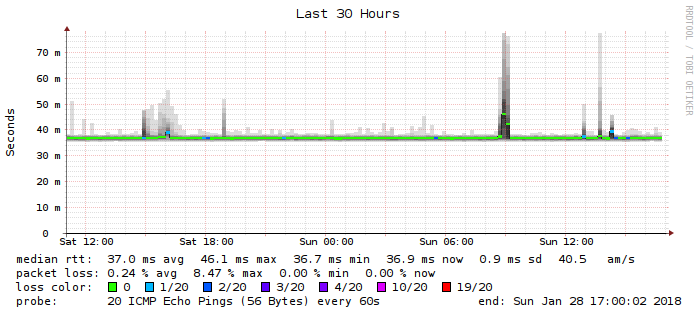 Last 30 Hours
RRDTOOL / TOBI OETIKER
Seconds
70 m
60 m
50 m
40 m
30 m
20 m
10 m
0
Sat 12:00 Sat 18:00 Sun 00:00 Sun 06:00 Sun 12:00
median rtt: 37.0 ms avg 46.1 ms max 36.7 ms min 36.9 ms now 0.9 ms sd 40.5 am/s
packet loss: 0.24 % avg 8.47 % max 0.00 % min 0.00 % now
loss color: 0 1/20 2/20 3/20 4/20 10/20 19/20
probe: 20 ICMP Echo Pings (56 Bytes) every 60s end: Sun Jan 28 17:00:02 2018